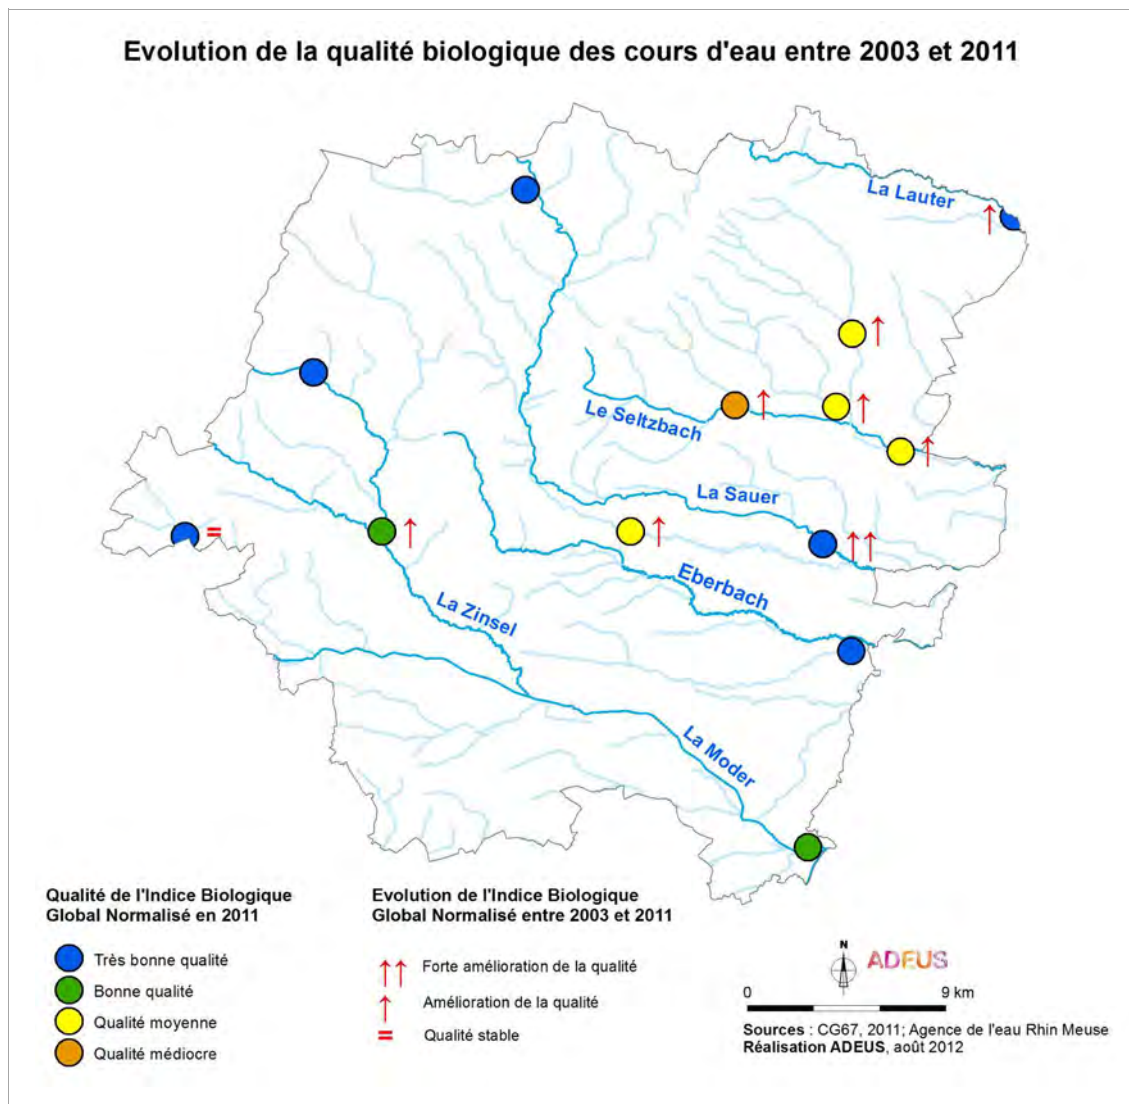 Evolution de la qualité biologique des cours d'eau entre 2003 et 2011
La Lauter
Le Seltzbach
La Sauer
=
Eberbach
La Zinsel
La Moder
Qualité de l'Indice Biologique
Global Normalisé en 2011
Très bonne qualité
Bonne qualité
Qualité moyenne
Qualité médiocre
Evolution de l'Indice Biologique
Global Normalisé entre 2003 et 2011
↑↑ Forte amélioration de la qualité
↑ Amélioration de la qualité
= Qualité stable
N
ADEUS
0 9 km
Sources : CG67, 2011; Agence de l'eau Rhin Meuse
Réalisation ADEUS, août 2012